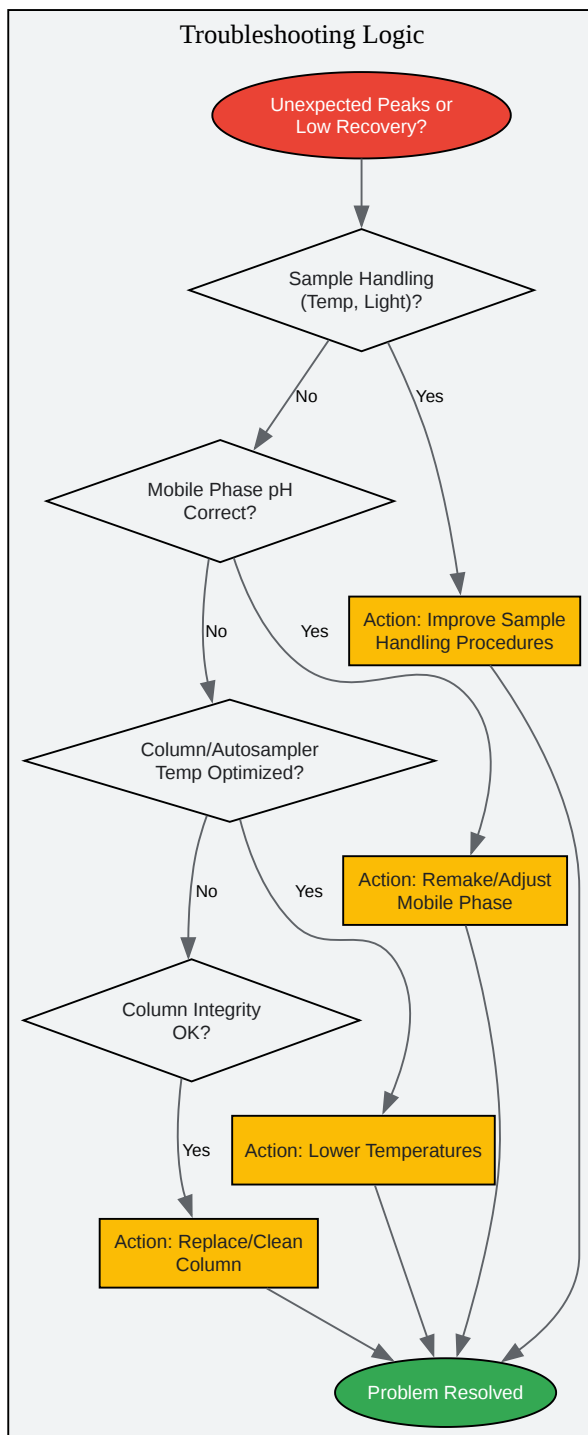 Troubleshooting Logic
Unexpected Peaks or
Low Recovery?
Sample Handling
(Temp, Light)?
No
Yes
Mobile Phase pH
Correct?
Action: Improve Sample
Handling Procedures
No
Yes
Column/Autosampler
Temp Optimized?
Action: Remake/Adjust
Mobile Phase
No
Yes
Column Integrity
OK?
Action: Lower Temperatures
Yes
Action: Replace/Clean
Column
Problem Resolved